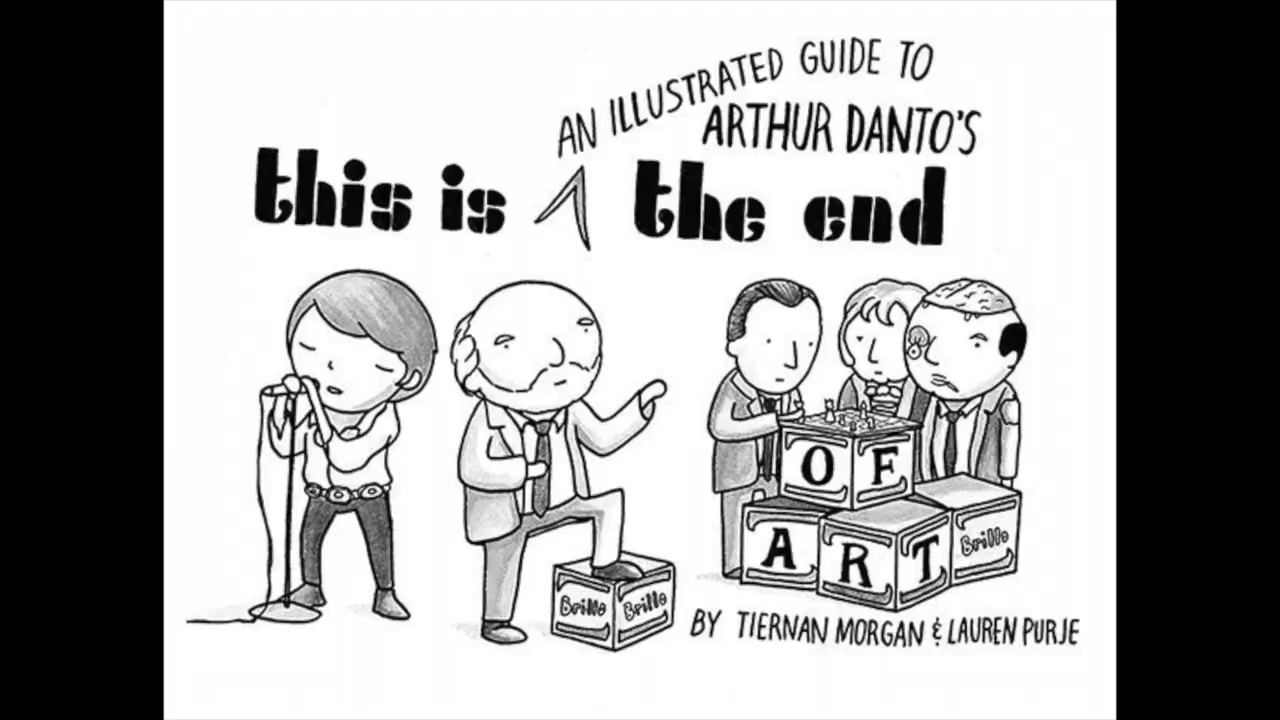 AN ILLUSTRATED GUIDE TO
ARTHUR DANTO'S
this is the end
OF
ART
Brillo
Brillo Brillo
BY TIERNAN MORGAN & LAUREN PURJE